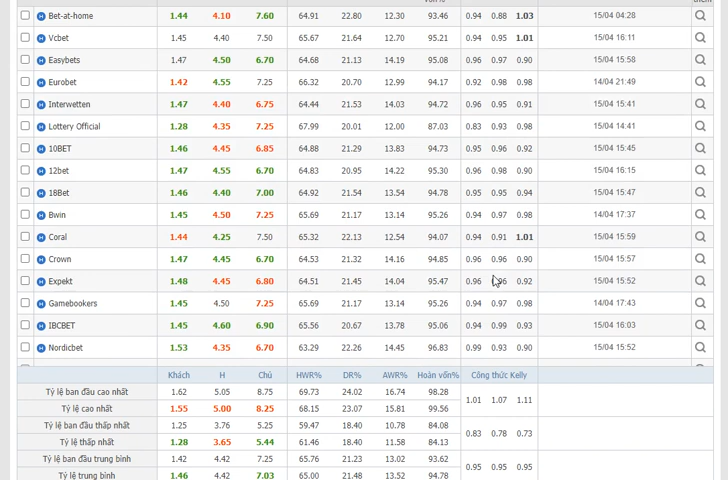 Bet-at-home 1.44 4.10 7.60 64.91 22.80 12.30 93.46 0.94 0.88 1.03 15/04 04:28
Vcbet 1.45 4.40 7.50 65.67 21.64 12.70 95.21 0.94 0.95 1.01 15/04 16:11
Easybets 1.47 4.50 6.70 64.68 21.13 14.19 95.08 0.96 0.97 0.90 15/04 15:58
Eurobet 1.42 4.55 7.25 66.32 20.70 12.99 94.17 0.92 0.98 0.98 14/04 21:49
Interwetten 1.47 4.40 6.75 64.44 21.53 14.03 94.72 0.96 0.95 0.91 15/04 15:41
Lottery Official 1.28 4.35 7.25 67.99 20.01 12.00 87.03 0.83 0.93 0.98 15/04 14:41
10BET 1.46 4.45 6.85 64.88 21.29 13.83 94.73 0.95 0.96 0.92 15/04 15:45
12bet 1.47 4.55 6.70 64.83 20.95 14.22 95.30 0.96 0.98 0.90 15/04 16:15
18Bet 1.46 4.40 7.00 64.92 21.54 13.54 94.78 0.95 0.95 0.94 15/04 15:47
Bwin 1.45 4.50 7.25 65.69 21.17 13.14 95.26 0.94 0.97 0.98 14/04 17:37
Coral 1.44 4.25 7.50 65.32 22.13 12.54 94.07 0.94 0.91 1.01 15/04 15:59
Crown 1.47 4.45 6.70 64.53 21.32 14.16 94.85 0.96 0.96 0.90 15/04 15:57
Expekt 1.48 4.45 6.80 64.51 21.45 14.04 95.47 0.96 0.92 15/04 15:52
Gamebookers 1.45 4.50 7.25 65.69 21.17 13.14 95.26 0.94 0.97 0.98 14/04 17:43
IBCBET 1.45 4.60 6.90 65.56 20.67 13.78 95.06 0.94 0.99 0.93 15/04 16:03
Nordicbet 1.53 4.35 6.70 63.29 22.26 14.45 96.83 0.99 0.93 0.90 15/04 15:52
Khách H Chủ HWR% DR% AWR% Hoàn vốn% Công thức Kelly
Tỷ lệ ban đầu cao nhất 1.62 5.05 8.75 69.73 24.02 16.74 98.28
1.01 1.07 1.11
Tỷ lệ cao nhất 1.55 5.00 8.25 68.15 23.07 15.81 99.56
Tỷ lệ ban đầu thấp nhất 1.25 3.76 5.25 59.47 18.40 10.78 84.08
0.83 0.78 0.73
Tỷ lệ thấp nhất 1.28 3.65 5.44 61.46 18.40 11.58 84.13
Tỷ lệ ban đầu trung bình 1.42 4.42 7.25 65.76 21.23 13.02 93.62
0.95 0.95 0.95
Tỷ lệ trung bình 1.46 4.42 7.03 65.00 21.48 13.52 94.78